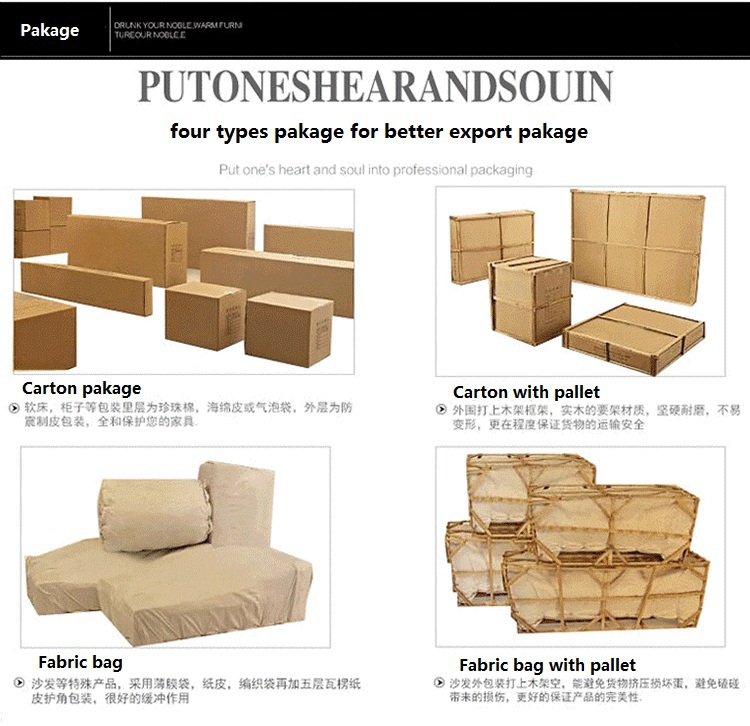 Pakage
DRUNK YOUR NOBLE,WARM FURNI
TUREOUR NOBLE,E
PUTONESHEARANDSOUIN
four types pakage for better export pakage
Put one's heart and soul into professional packaging
Carton pakage
软床，柜子等包装里层为珍珠棉，海绵皮或气泡袋，外层为防
震制皮包装，全和保护您的家具.
Carton with pallet
外围打上木架框架，实木的要架材质，坚硬耐磨，不易
变形，更在程度保证货物的运输安全
Fabric bag
沙发等特殊产品，采用薄膜袋，纸皮，编织袋再加五层瓦楞纸
皮护角包装，很好的缓冲作用
Fabric bag with pallet
沙发外包装打上木架空，能避免货物挤压损坏蛋，避免磕碰
带来的损伤，更好的保证产品的完美性.